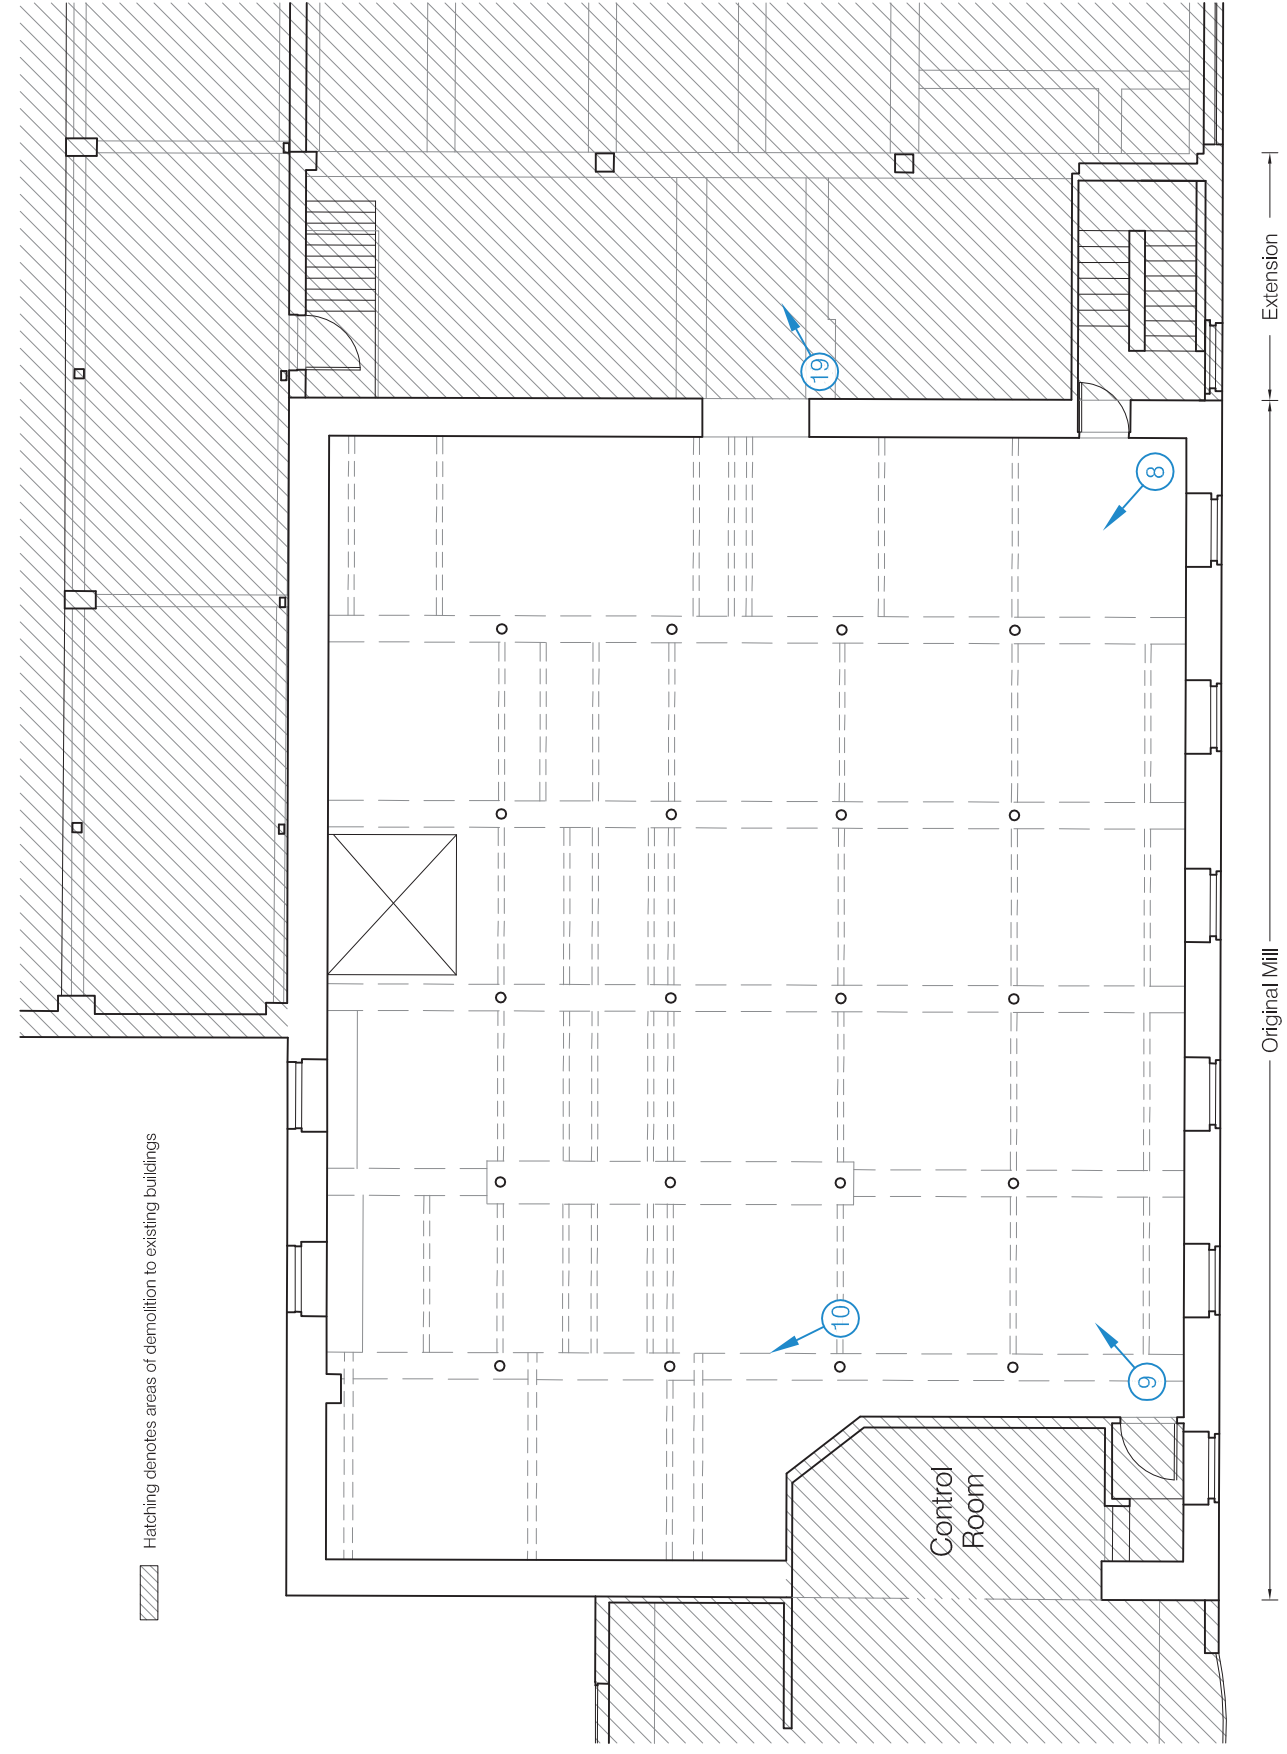 Hatching denotes areas of demolition to existing buildings
Control
Room
Original Mill
Extension
10
9
8
19